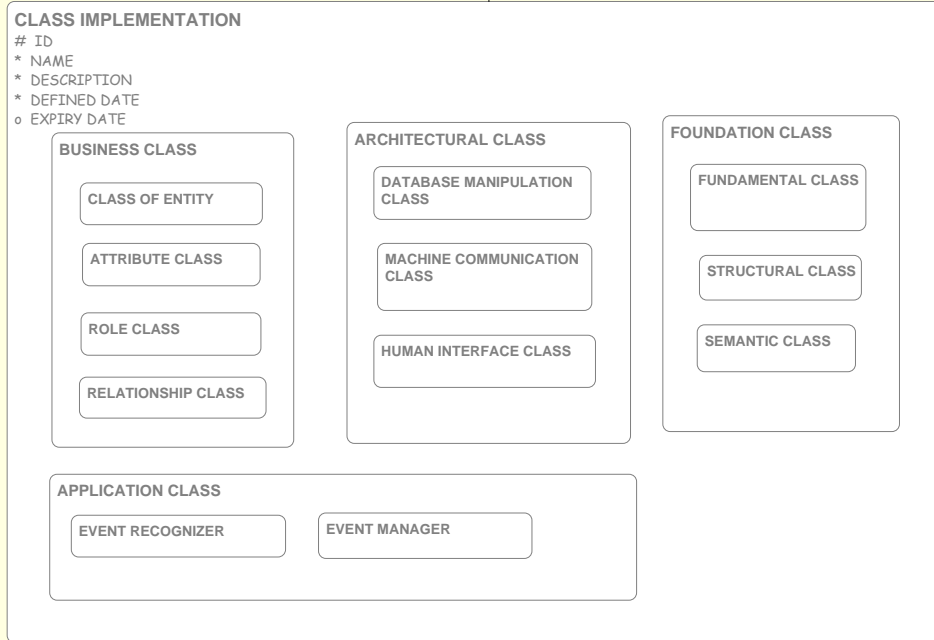 CLASS IMPLEMENTATION
# ID
* NAME
* DESCRIPTION
* DEFINED DATE
o EXPIRY DATE
BUSINESS CLASS
CLASS OF ENTITY
ATTRIBUTE CLASS
ROLE CLASS
RELATIONSHIP CLASS
ARCHITECTURAL CLASS
DATABASE MANIPULATION
CLASS
MACHINE COMMUNICATION
CLASS
HUMAN INTERFACE CLASS
FOUNDATION CLASS
FUNDAMENTAL CLASS
STRUCTURAL CLASS
SEMANTIC CLASS
APPLICATION CLASS
EVENT RECOGNIZER
EVENT MANAGER